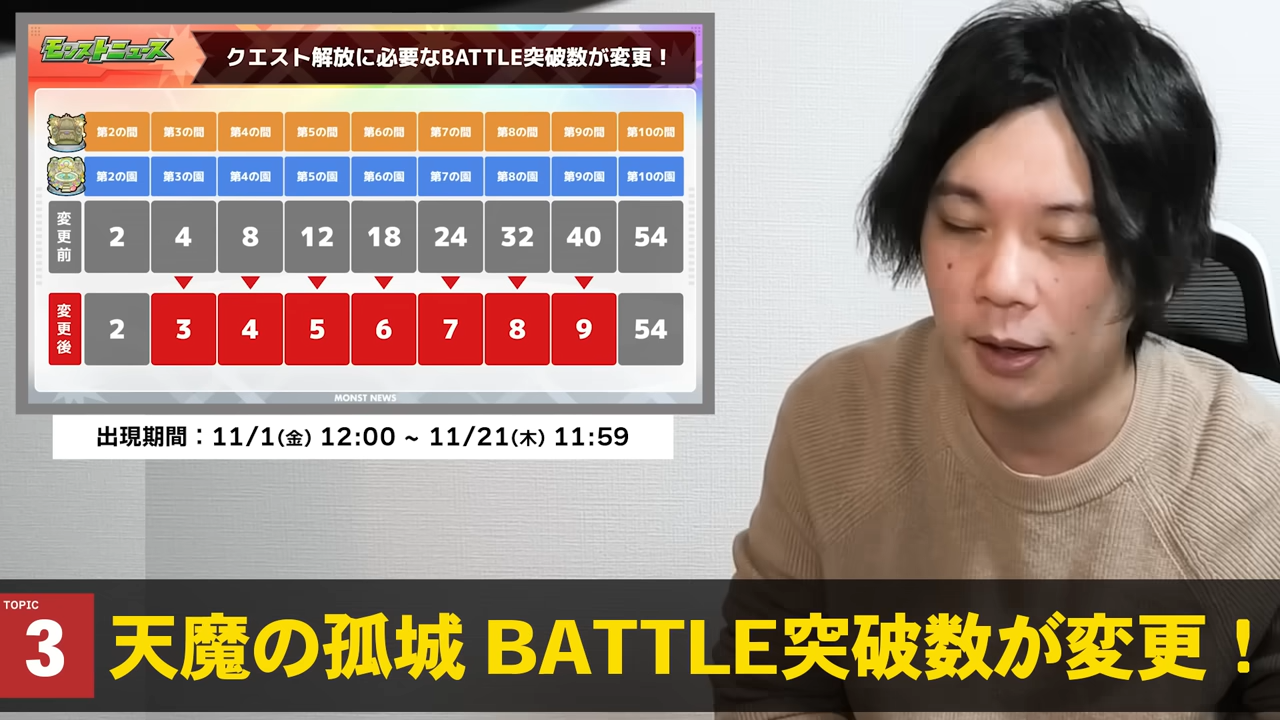 モンストニュース
クエスト解放に必要なBATTLE突破数が変更！
第2の間 第3の間 第4の間 第5の間 第6の間 第7の間 第8の間 第9の間 第10の間
第2の園 第3の園 第4の園 第5の園 第6の園 第7の園 第8の園 第9の園 第10の園
変更前 2 4 8 12 18 24 32 40 54
変更後 2 3 4 5 6 7 8 9 54
MONST NEWS
出現期間：11/1(金) 12:00 ~ 11/21(木) 11:59
TOPIC
3
天魔の孤城 BATTLE突破数が変更！